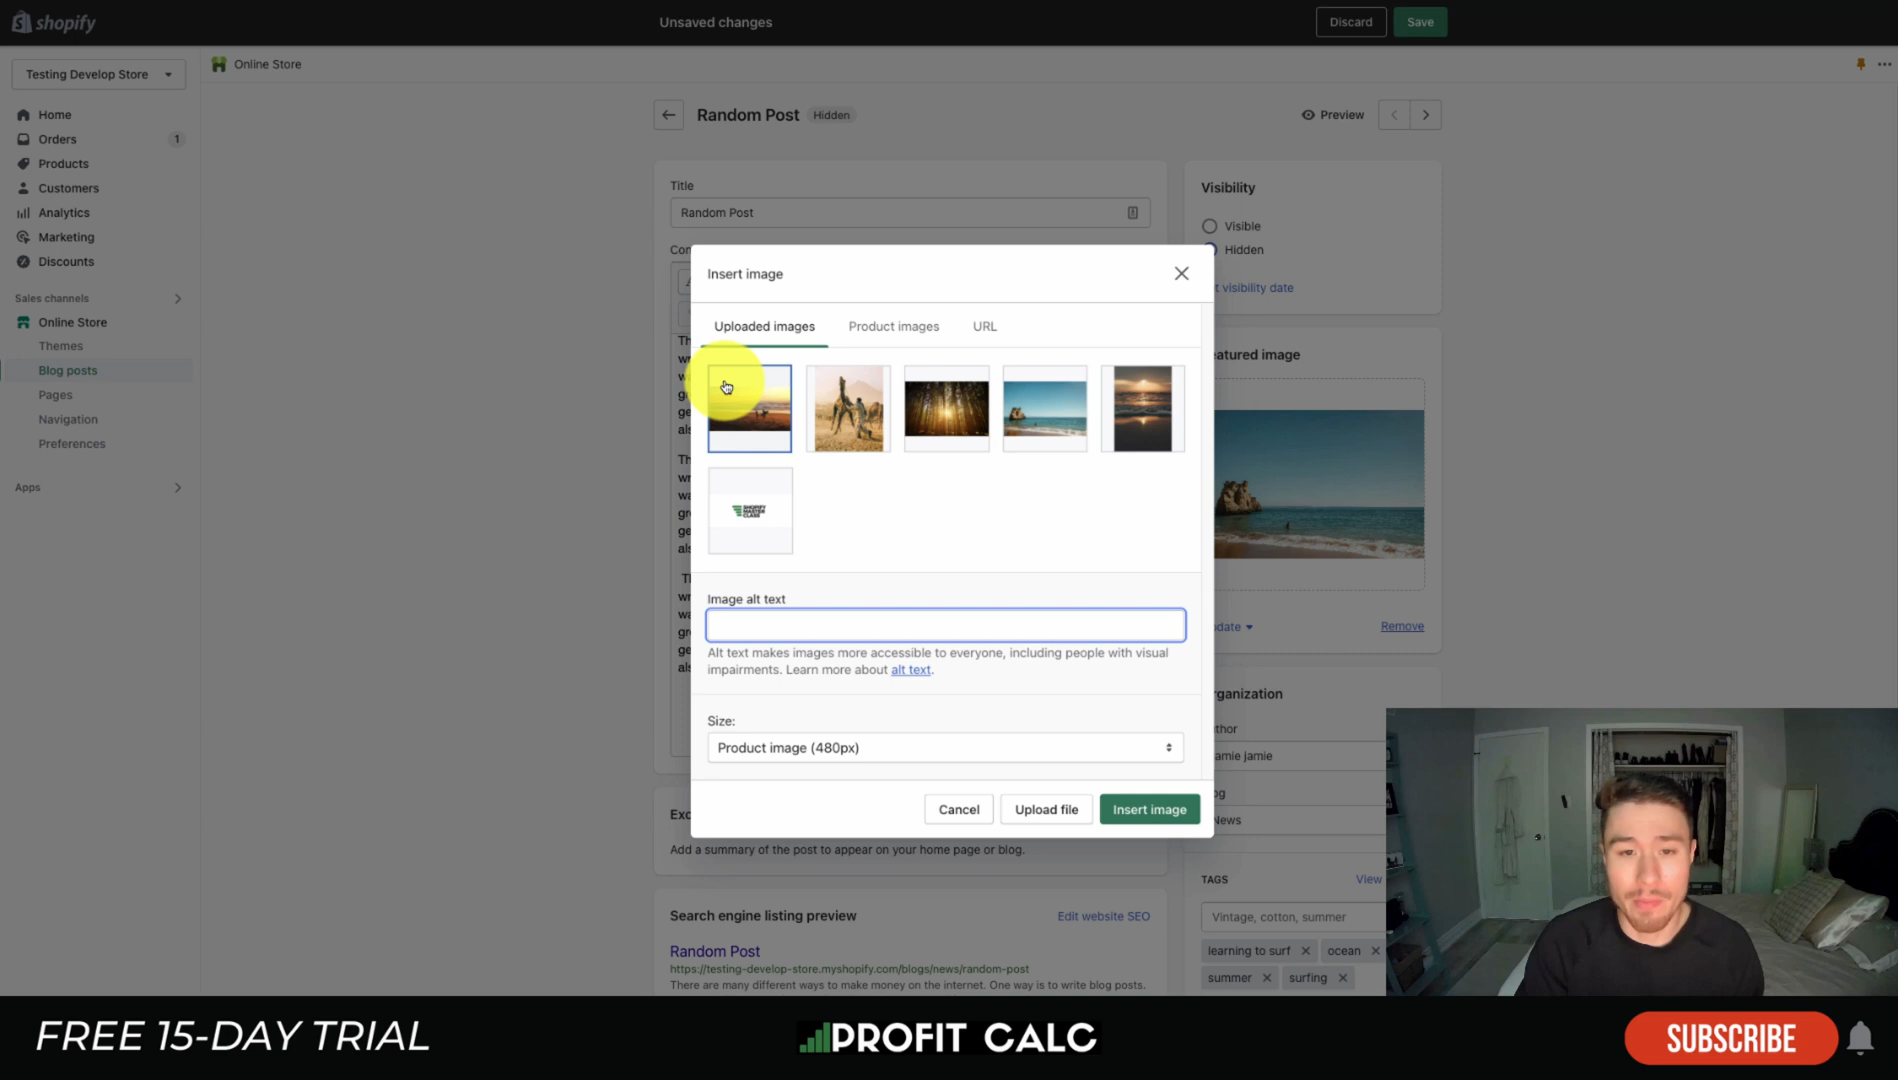 shopify
Unsaved changes
Discard
Save
Testing Develop Store
Online Store
Home
Orders
1
Products
Customers
Analytics
Marketing
Discounts
Sales channels
Online Store
Themes
Blog posts
Pages
Navigation
Preferences
Apps
Random Post
Hidden
Preview
Title
Random Post
Visibility
Visible
Hidden
t visibility date
Insert image
Uploaded images
Product images
URL
SHOPIFY
MASTER
CLASS
Image alt text
Alt text makes images more accessible to everyone, including people with visual
impairments. Learn more about alt text.
Size:
Product image (480px)
Cancel
Upload file
Insert image
eatured image
date
Remove
rganization
thor
amie jamie
og
News
Add a summary of the post to appear on your home page or blog.
TAGS
View
Vintage, cotton, summer
learning to surf
ocean
summer
surfing
Search engine listing preview
Edit website SEO
Random Post
https://testing-develop-store.myshopify.com/blogs/news/random-post
There are many different ways to make money on the internet. One way is to write blog posts.
FREE 15-DAY TRIAL
PROFIT CALC
SUBSCRIBE